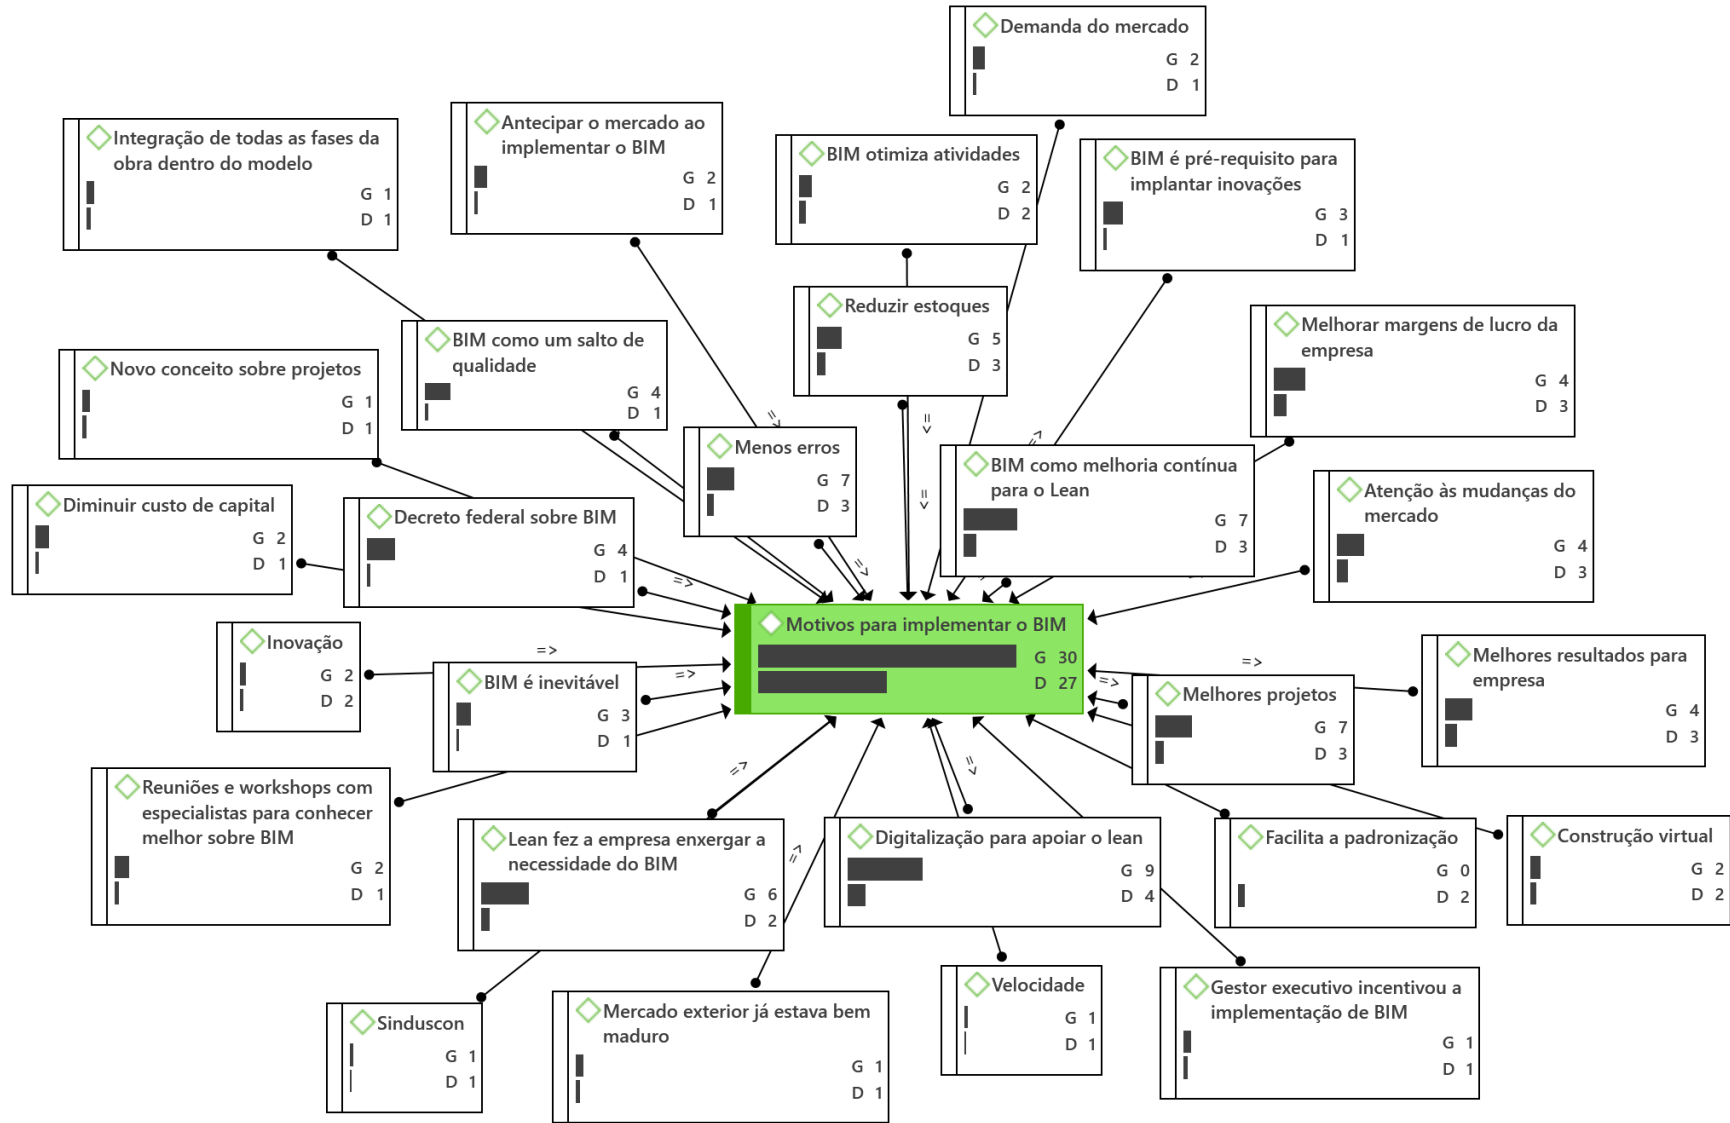 Demanda do mercado
G 2
D 1
Antecipar o mercado ao
implementar o BIM
G 2
D 1
Integração de todas as fases da
obra dentro do modelo
G 1
D 1
BIM otimiza atividades
G 2
D 2
BIM é pré-requisito para
implantar inovações
G 3
D 1
Reduzir estoques
G 5
D 3
Melhorar margens de lucro da
empresa
G 4
D 3
BIM como um salto de
qualidade
G 4
D 1
Novo conceito sobre projetos
G 1
D 1
Menos erros
G 7
D 3
BIM como melhoria contínua
para o Lean
G 7
D 3
Atenção às mudanças do
mercado
G 4
D 3
Diminuir custo de capital
G 2
D 1
Decreto federal sobre BIM
G 4
D 1
Motivos para implementar o BIM
G 30
D 27
Inovação
G 2
D 2
BIM é inevitável
G 3
D 1
Melhores projetos
G 7
D 3
Melhores resultados para
empresa
G 4
D 3
Reuniões e workshops com
especialistas para conhecer
melhor sobre BIM
G 2
D 1
Lean fez a empresa enxergar a
necessidade do BIM
G 6
D 2
Digitalização para apoiar o lean
G 9
D 4
Facilita a padronização
G 0
D 2
Construção virtual
G 2
D 2
Sinduscon
G 1
D 1
Mercado exterior já estava bem
maduro
G 1
D 1
Velocidade
G 1
D 1
Gestor executivo incentivou a
implementação de BIM
G 1
D 1
=>
=>
=>
=>
=>
=>
=>
=>
=>
=>
=>
=>
=>